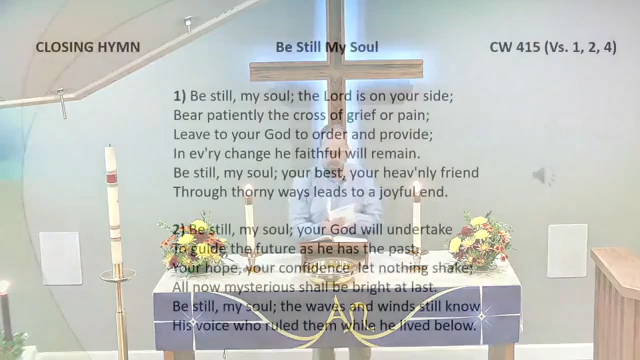 CLOSING HYMN Be Still My Soul CW 415 (Vs. 1, 2, 4)
1) Be still, my soul; the Lord is on your side;
Bear patiently the cross of grief or pain;
Leave to your God to order and provide;
In ev'ry change he faithful will remain.
Be still, my soul; your best, your heav'nly friend
Through thorny ways leads to a joyful end.
2) Be still, my soul; your God will undertake
To guide the future as he has the past.
Your hope, your confidence, let nothing shake;
All now mysterious shall be bright at last.
Be still, my soul; the waves and winds still know
His voice who ruled them while he lived below.
ΑΩ